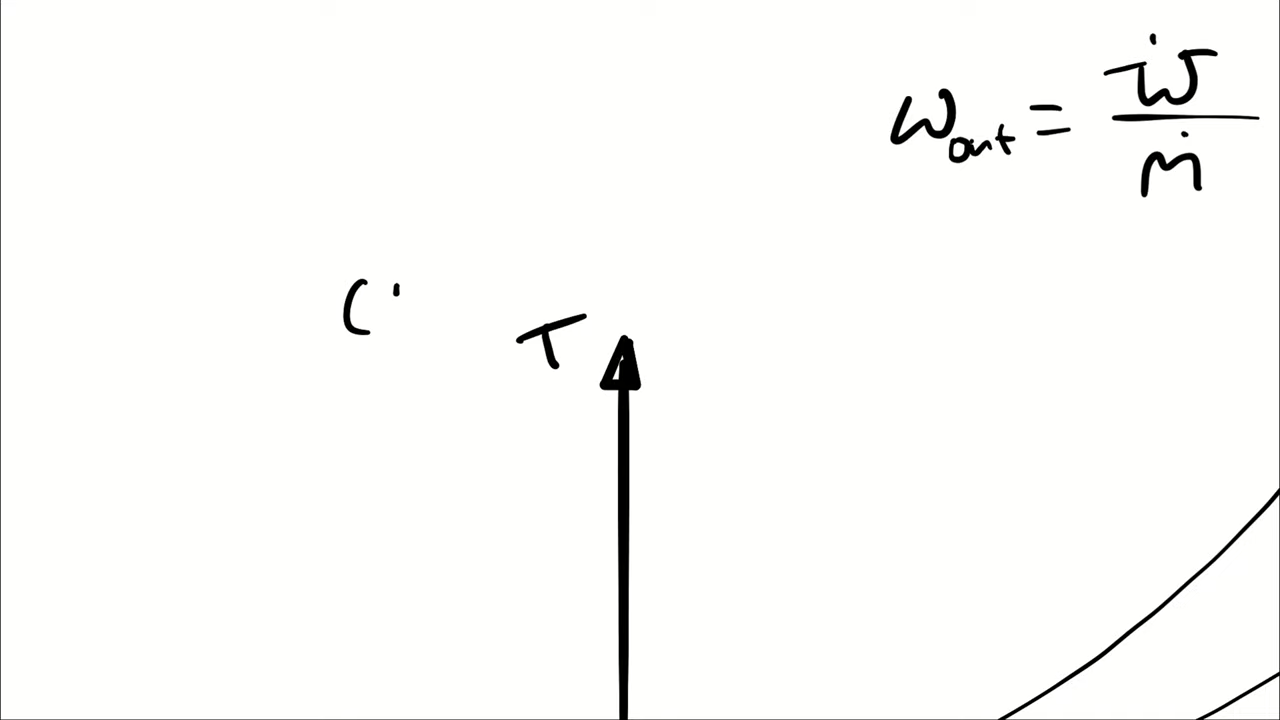 w_out = Ẇ / ṁ
T